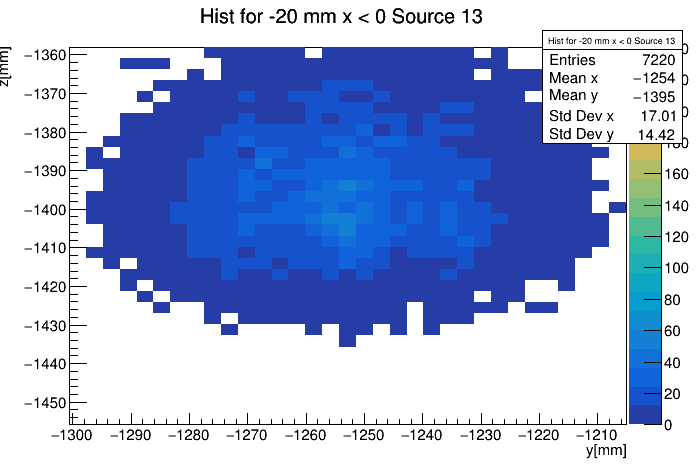 Hist for -20 mm x < 0 Source 13
Hist for -20 mm x < 0 Source 13
Entries 7220
Mean x −1254
Mean y −1395
Std Dev x 17.01
Std Dev y 14.42
z[mm]
−1360
−1370
−1380
−1390
−1400
−1410
−1420
−1430
−1440
−1450
−1300 −1290 −1280 −1270 −1260 −1250 −1240 −1230 −1220 −1210
y[mm]
160
140
120
100
80
60
40
20
0